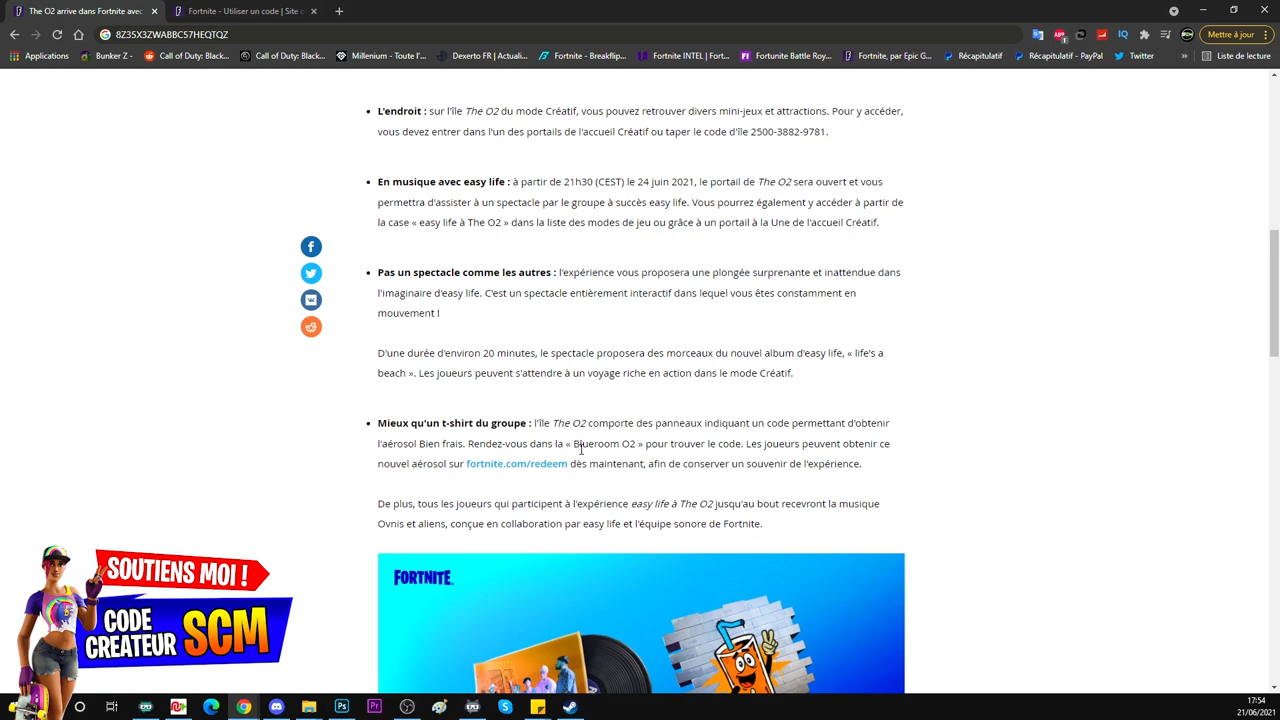 The O2 arrive dans Fortnite avec
Fortnite - Utiliser un code | Site
8Z35X3ZWABBC57HEQTQZ
Mettre à jour
Applications
Bunker Z -
Call of Duty: Black...
Call of Duty: Black...
Millenium - Toute l'...
Dexerto FR | Actuali...
Fortnite - Breakflip...
Fortnite INTEL | Fort...
Fortunite Battle Roy...
Fortnite, par Epic G...
Récapitulatif
Récapitulatif - PayPal
Twitter
»
Liste de lecture
• L'endroit : sur l'île The O2 du mode Créatif, vous pouvez retrouver divers mini-jeux et attractions. Pour y accéder,
vous devez entrer dans l'un des portails de l'accueil Créatif ou taper le code d'île 2500-3882-9781.
• En musique avec easy life : à partir de 21h30 (CEST) le 24 juin 2021, le portail de The O2 sera ouvert et vous
permettra d'assister à un spectacle par le groupe à succès easy life. Vous pourrez également y accéder à partir de
la case « easy life à The O2 » dans la liste des modes de jeu ou grâce à un portail à la Une de l'accueil Créatif.
• Pas un spectacle comme les autres : l'expérience vous proposera une plongée surprenante et inattendue dans
l'imaginaire d'easy life. C'est un spectacle entièrement interactif dans lequel vous êtes constamment en
mouvement !
D'une durée d'environ 20 minutes, le spectacle proposera des morceaux du nouvel album d'easy life, « life's a
beach ». Les joueurs peuvent s'attendre à un voyage riche en action dans le mode Créatif.
• Mieux qu'un t-shirt du groupe : l'île The O2 comporte des panneaux indiquant un code permettant d'obtenir
l'aérosol Bien frais. Rendez-vous dans la « Blueroom O2 » pour trouver le code. Les joueurs peuvent obtenir ce
nouvel aérosol sur fortnite.com/redeem dès maintenant, afin de conserver un souvenir de l'expérience.
De plus, tous les joueurs qui participent à l'expérience easy life à The O2 jusqu'au bout recevront la musique
Ovnis et aliens, conçue en collaboration par easy life et l'équipe sonore de Fortnite.
FORTNITE
SOUTIENS MOI !
CODE
CREATEUR SCM
17:54
21/06/2021